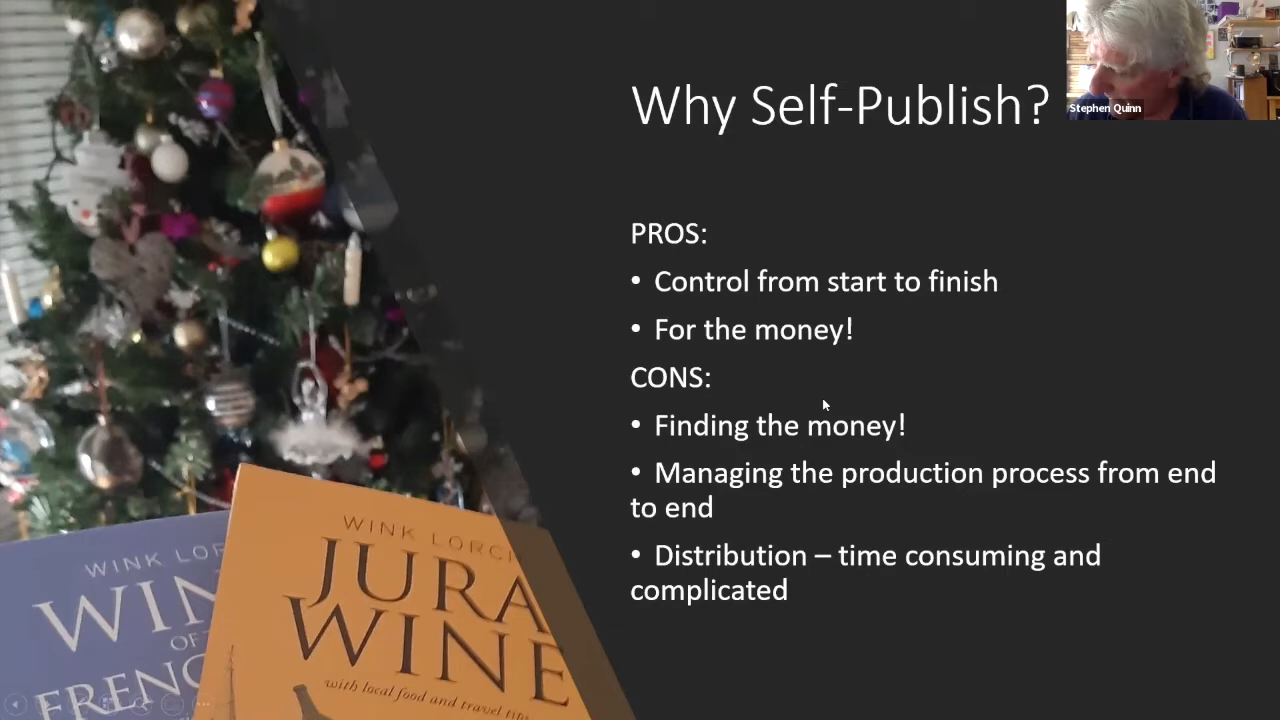 Why Self-Publish?
Stephen Quinn
PROS:
• Control from start to finish
• For the money!
CONS:
• Finding the money!
• Managing the production process from end
to end
• Distribution – time consuming and
complicated
WINK LORCH
JURA
WINE
with local food and travel tips
WINK LOR
WIN
OF
FRENC